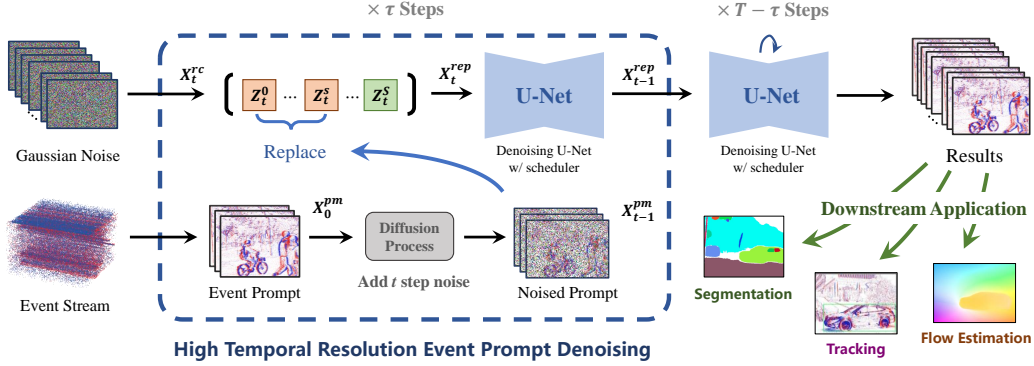 × τ Steps
× T − τ Steps
X_t^{rc}
Z_t^0 ... Z_t^s ... Z_t^S
X_t^{rep}
U-Net
X_{t-1}^{rep}
U-Net
Replace
Gaussian Noise
Denoising U-Net
w/ scheduler
Denoising U-Net
w/ scheduler
Results
X_0^{pm}
Diffusion
Process
X_{t-1}^{pm}
Downstream Application
Event Stream
Event Prompt
Add t step noise
Noised Prompt
Segmentation
Tracking
Flow Estimation
High Temporal Resolution Event Prompt Denoising